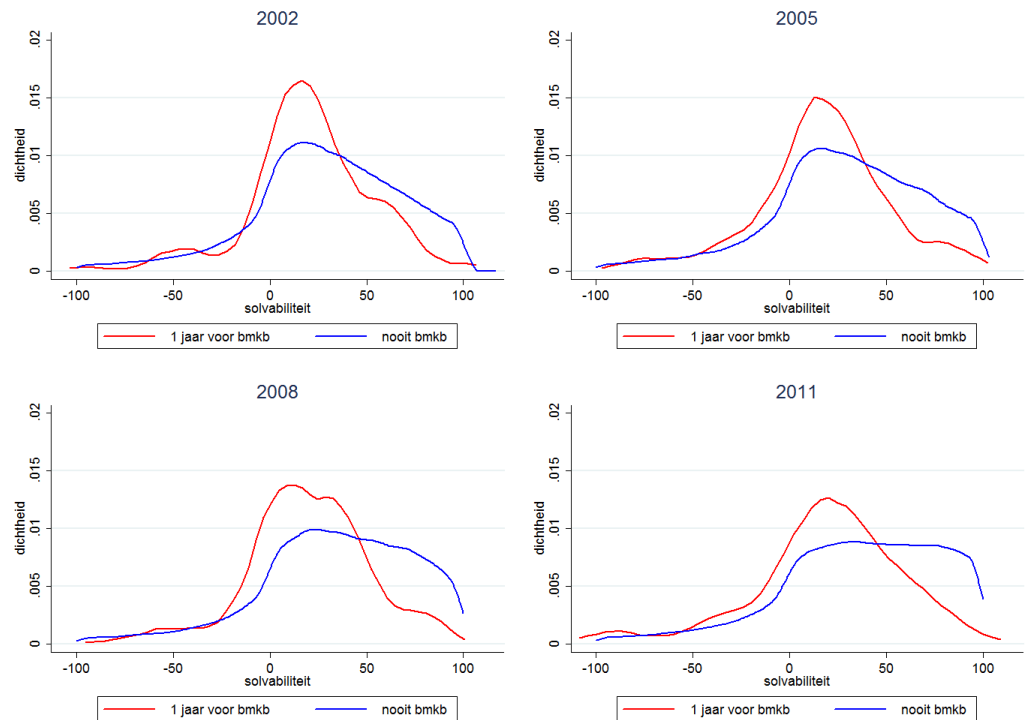 2002
dichtheid
.02
.015
.01
.005
0
-100 -50 0 50 100
solvabiliteit
1 jaar voor bmkb nooit bmkb
2005
dichtheid
.02
.015
.01
.005
0
-100 -50 0 50 100
solvabiliteit
1 jaar voor bmkb nooit bmkb
2008
dichtheid
.02
.015
.01
.005
0
-100 -50 0 50 100
solvabiliteit
1 jaar voor bmkb nooit bmkb
2011
dichtheid
.02
.015
.01
.005
0
-100 -50 0 50 100
solvabiliteit
1 jaar voor bmkb nooit bmkb